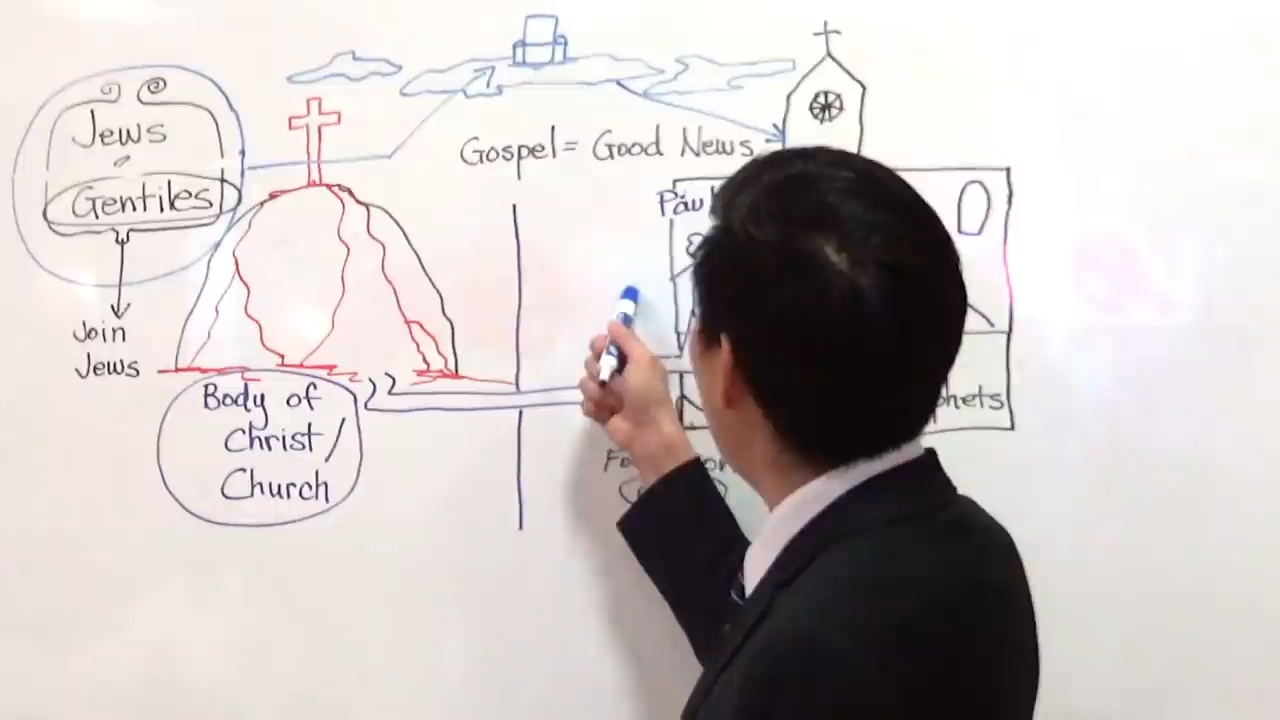 Jews
Gentiles
Join
Jews
Body of
Christ/
Church
Gospel = Good News